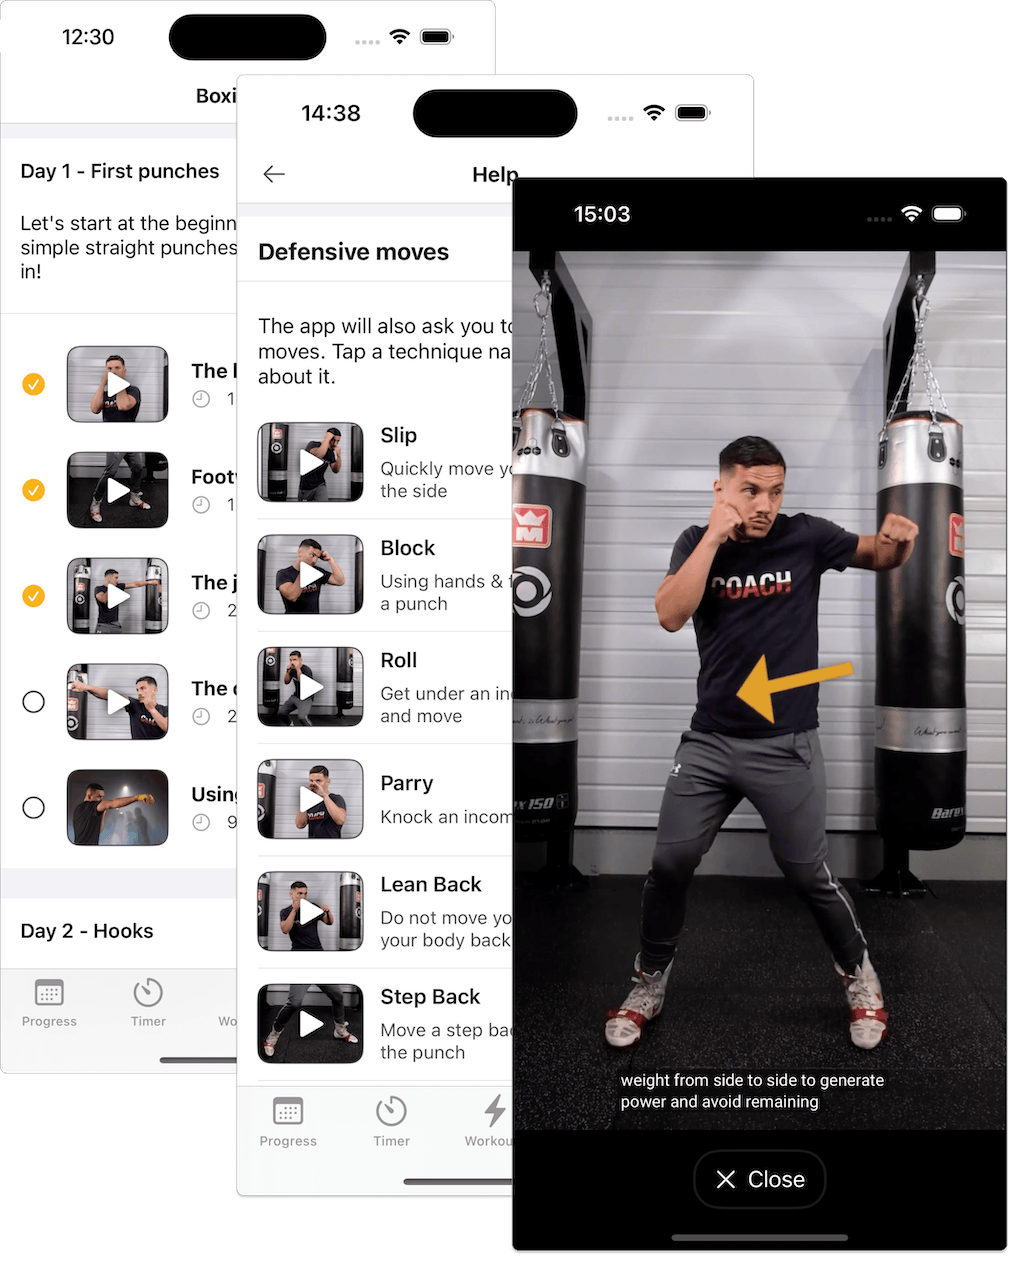 12:30
Boxi
Day 1 - First punches
Let's start at the beginn
simple straight punches
in!
The
1
Footw
1
The j
2
The
2
Using
9
Day 2 - Hooks
Progress
Timer
Wo
14:38
Help
Defensive moves
The app will also ask you to
moves. Tap a technique na
about it.
Slip
Quickly move yo
the side
Block
Using hands & f
a punch
Roll
Get under an in
and move
Parry
Knock an incom
Lean Back
Do not move yo
your body back
Step Back
Move a step bac
the punch
Progress
Timer
Workou
15:03
M
COACH
Barex
weight from side to side to generate
power and avoid remaining
Close